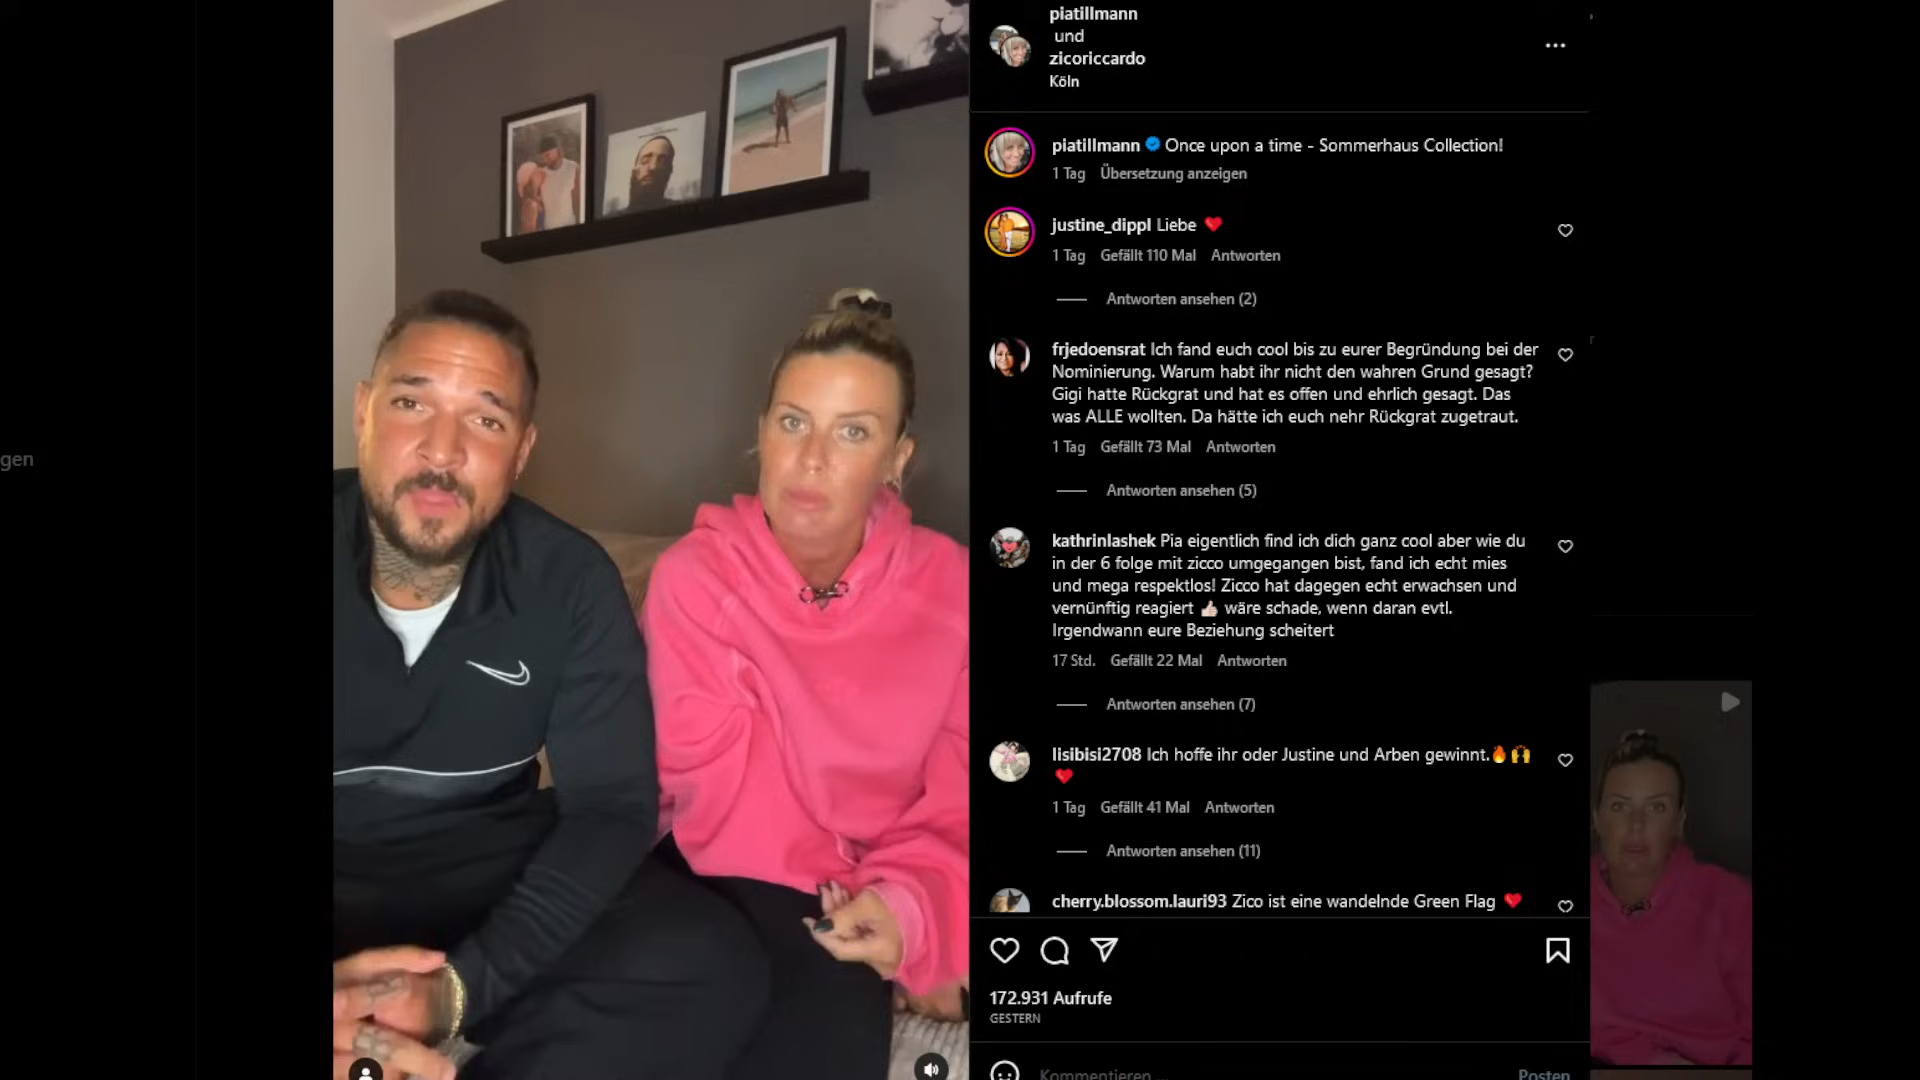 piatillmann
und
zicoriccardo
Köln
piatillmann Once upon a time - Sommerhaus Collection!
1 Tag Übersetzung anzeigen
justine_dippl Liebe ❤️
1 Tag Gefällt 110 Mal Antworten
Antworten ansehen (2)
frjedoensrat Ich fand euch cool bis zu eurer Begründung bei der
Nominierung. Warum habt ihr nicht den wahren Grund gesagt?
Gigi hatte Rückgrat und hat es offen und ehrlich gesagt. Das
was ALLE wollten. Da hätte ich euch nehr Rückgrat zugetraut.
1 Tag Gefällt 73 Mal Antworten
Antworten ansehen (5)
gen
kathrinlashek Pia eigentlich find ich dich ganz cool aber wie du
in der 6 folge mit zicco umgegangen bist, fand ich echt mies
und mega respektlos! Zicco hat dagegen echt erwachsen und
vernünftig reagiert 👍🏻 wäre schade, wenn daran evtl.
Irgendwann eure Beziehung scheitert
17 Std. Gefällt 22 Mal Antworten
Antworten ansehen (7)
lisibisi2708 Ich hoffe ihr oder Justine und Arben gewinnt.🔥🙌
❤️
1 Tag Gefällt 41 Mal Antworten
Antworten ansehen (11)
cherry.blossom.lauri93 Zico ist eine wandelnde Green Flag ❤️
172.931 Aufrufe
GESTERN
Kommentieren ...
Posten